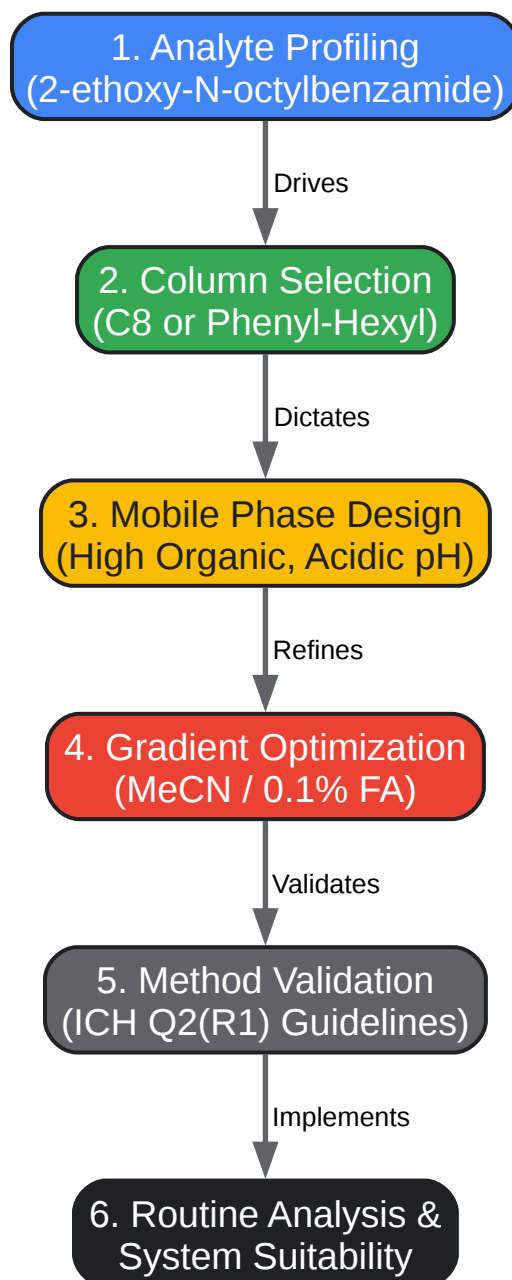 1. Analyte Profiling
(2-ethoxy-N-octylbenzamide)
Drives
2. Column Selection
(C8 or Phenyl-Hexyl)
Dictates
3. Mobile Phase Design
(High Organic, Acidic pH)
Refines
4. Gradient Optimization
(MeCN / 0.1% FA)
Validates
5. Method Validation
(ICH Q2(R1) Guidelines)
Implements
6. Routine Analysis &
System Suitability